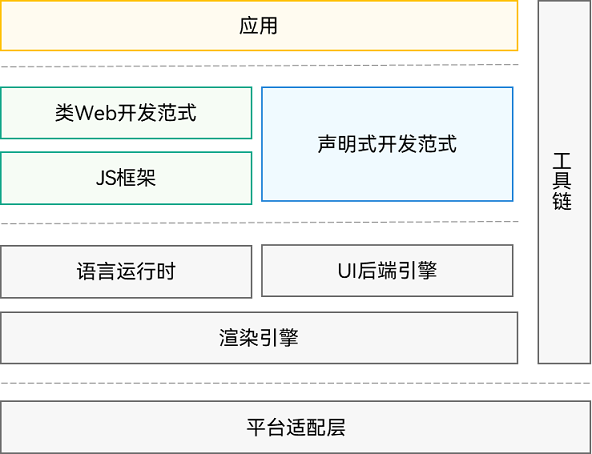 应用
类Web开发范式
声明式开发范式
JS框架
语言运行时
UI后端引擎
渲染引擎
平台适配层
工具链